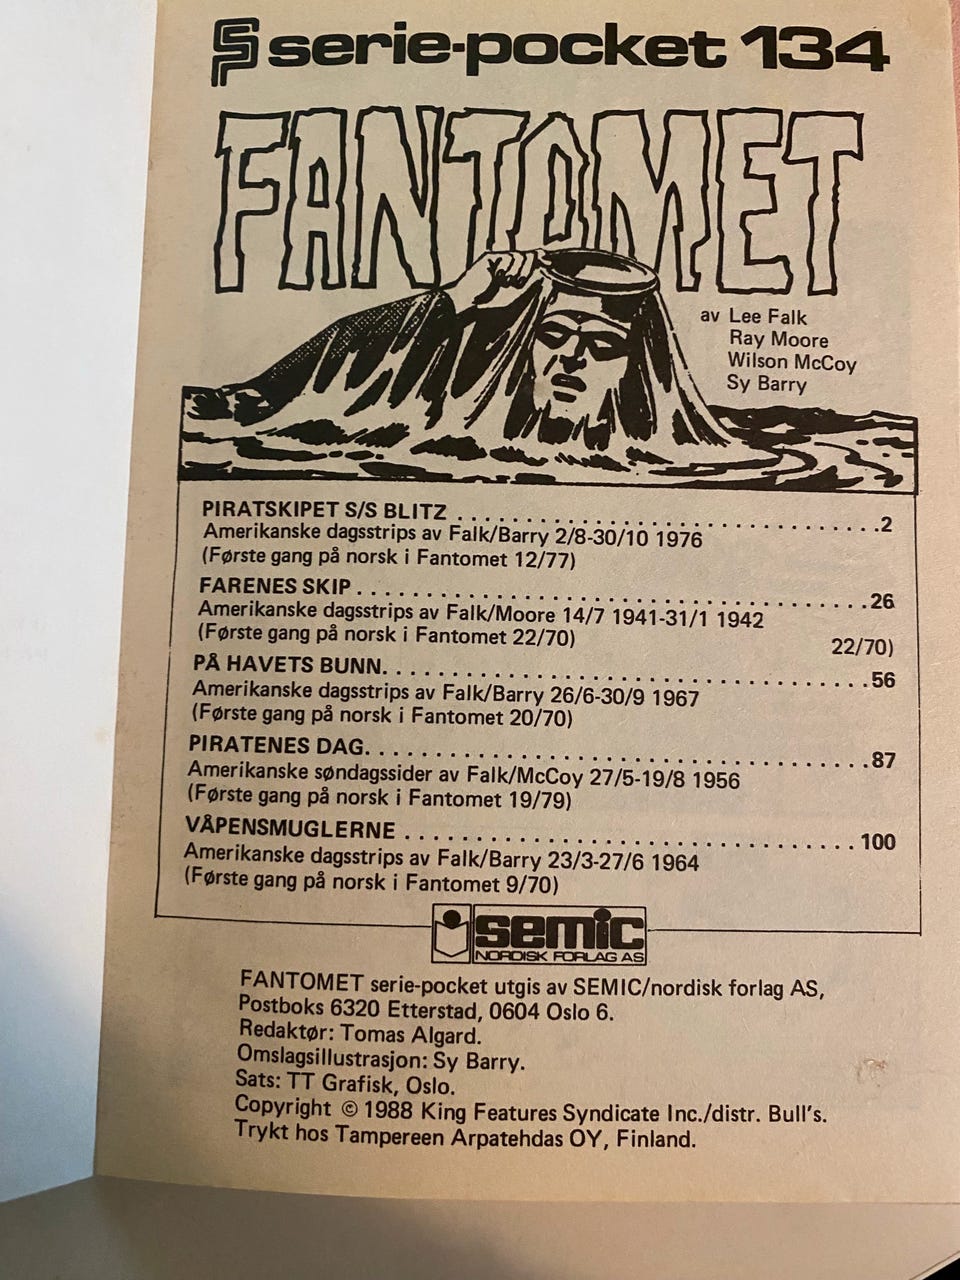 serie-pocket 134
FANTOMET
av Lee Falk
Ray Moore
Wilson McCoy
Sy Barry
PIRATSKIPET S/S BLITZ . . . . . . . . . . . . . . . . . . . . . . . . . . . . . . . 2
Amerikanske dagsstrips av Falk/Barry 2/8-30/10 1976
(Første gang på norsk i Fantomet 12/77)
FARENES SKIP . . . . . . . . . . . . . . . . . . . . . . . . . . . . . . . . . . . . . . 26
Amerikanske dagsstrips av Falk/Moore 14/7 1941-31/1 1942
(Første gang på norsk i Fantomet 22/70) 22/70)
PÅ HAVETS BUNN. . . . . . . . . . . . . . . . . . . . . . . . . . . . . . . . . . . . 56
Amerikanske dagsstrips av Falk/Barry 26/6-30/9 1967
(Første gang på norsk i Fantomet 20/70)
PIRATENES DAG. . . . . . . . . . . . . . . . . . . . . . . . . . . . . . . . . . . . . 87
Amerikanske søndagssider av Falk/McCoy 27/5-19/8 1956
(Første gang på norsk i Fantomet 19/79)
VÅPENSMUGLERNE . . . . . . . . . . . . . . . . . . . . . . . . . . . . . . . . . 100
Amerikanske dagsstrips av Falk/Barry 23/3-27/6 1964
(Første gang på norsk i Fantomet 9/70)
semic
NORDISK FORLAG AS
FANTOMET serie-pocket utgis av SEMIC/nordisk forlag AS,
Postboks 6320 Etterstad, 0604 Oslo 6.
Redaktør: Tomas Algard.
Omslagsillustrasjon: Sy Barry.
Sats: TT Grafisk, Oslo.
Copyright © 1988 King Features Syndicate Inc./distr. Bull's.
Trykt hos Tampereen Arpatehdas OY, Finland.